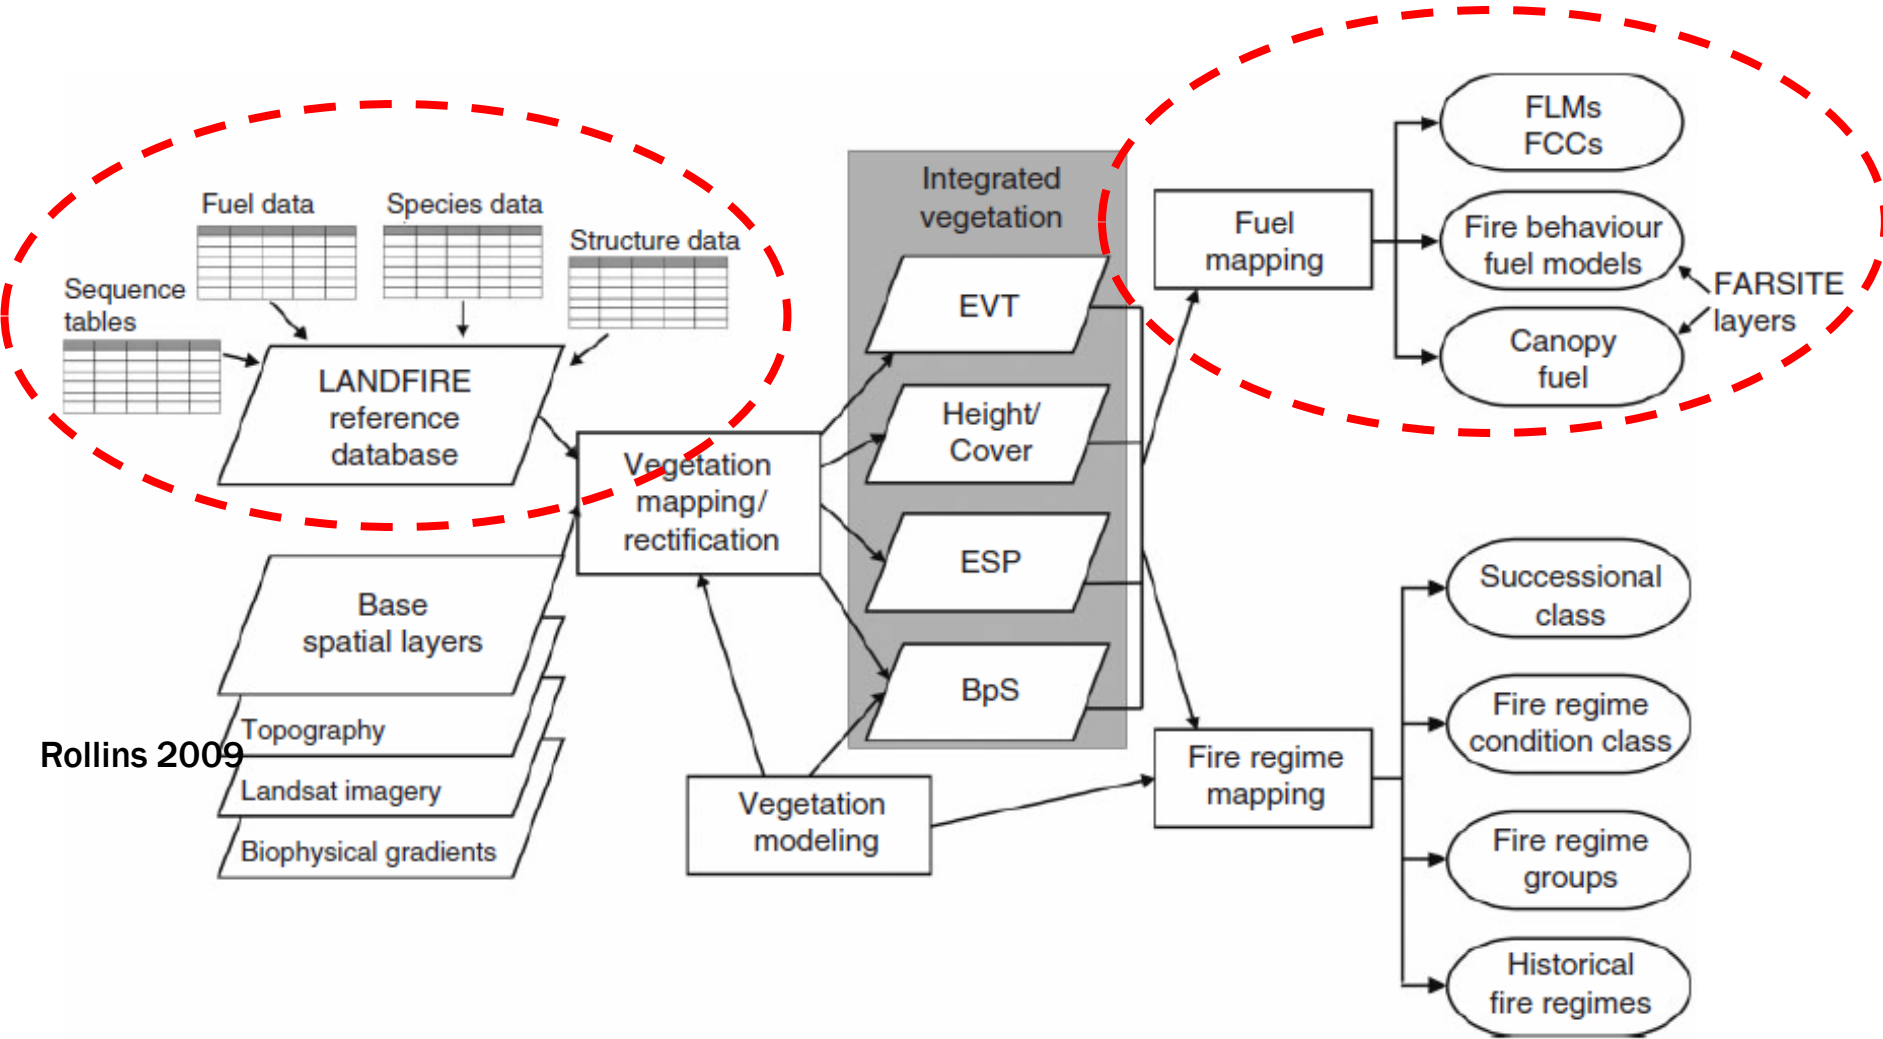 Fuel data
Species data
Structure data
Sequence
tables
LANDFIRE
reference
database
Base
spatial layers
Topography
Landsat imagery
Biophysical gradients
Rollins 2009
Vegetation
mapping/
rectification
Vegetation
modeling
Integrated
vegetation
EVT
Height/
Cover
ESP
BpS
Fuel
mapping
FLMs
FCCs
Fire behaviour
fuel models
Canopy
fuel
FARSITE
layers
Fire regime
mapping
Successional
class
Fire regime
condition class
Fire regime
groups
Historical
fire regimes